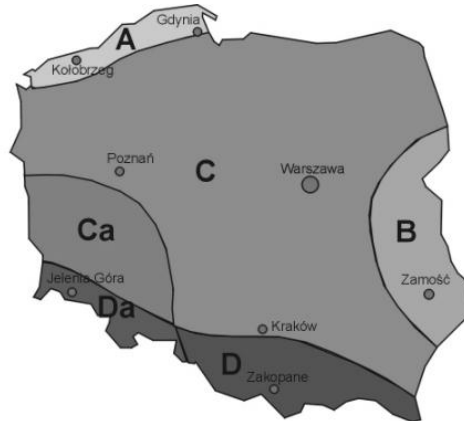 Gdynia
A
Kołobrzeg
Poznań
C
Warszawa
Ca
B
Zamość
Jelenia Góra
Da
Kraków
D
Zakopane